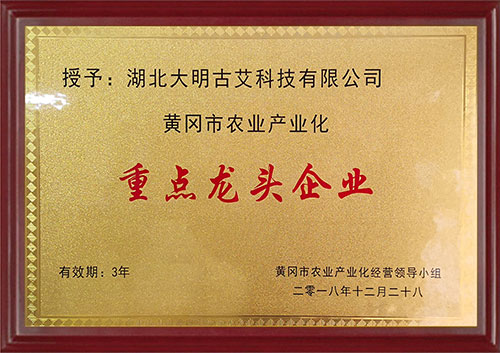 授予：湖北大明古艾科技有限公司
黄冈市农业产业化
重点龙头企业
有效期：3年
黄冈市农业产业化经营领导小组
二零一八年十二月二十八